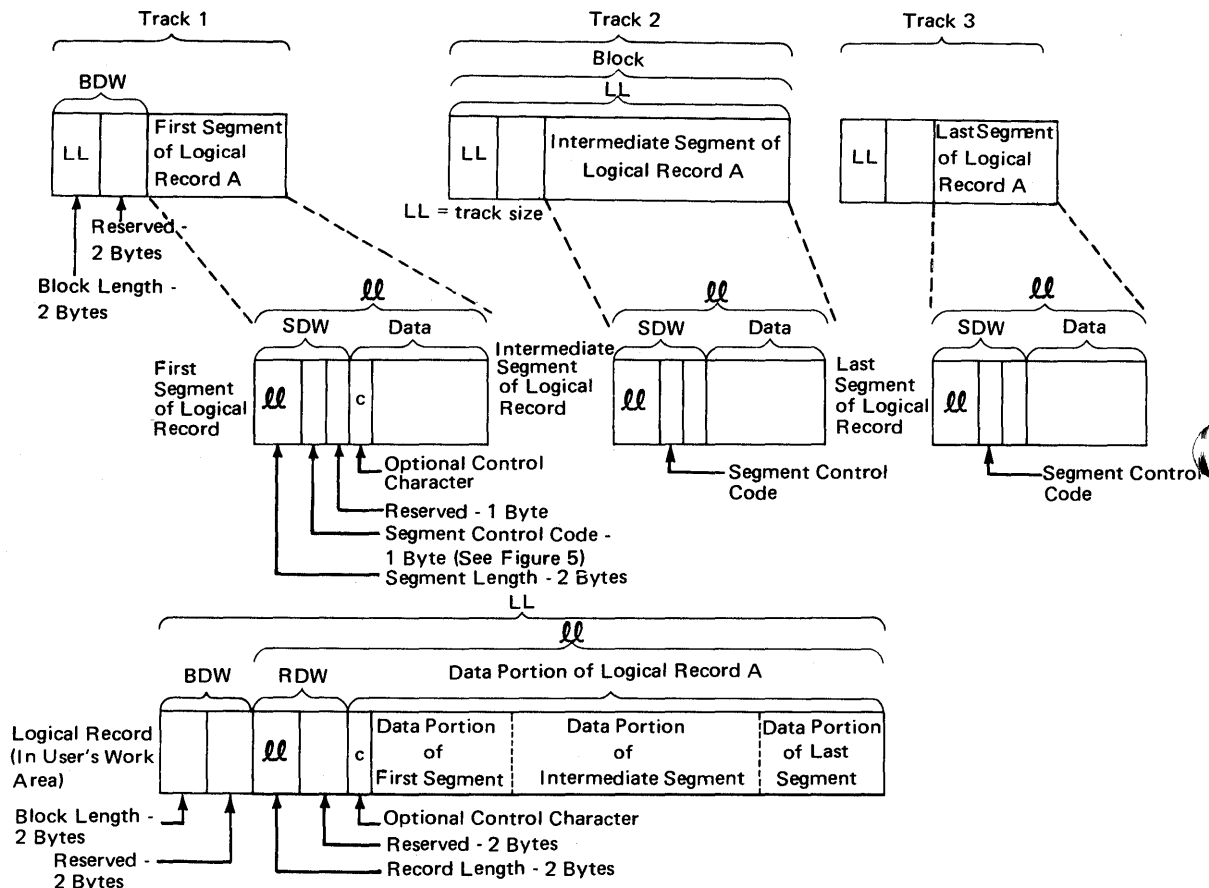 Track 1
Track 2
Track 3
Block
BDW
LL
LL
First Segment
of Logical
Record A
LL
Intermediate Segment of
Logical Record A
LL
Last Segment
of Logical
Record A
LL = track size
Reserved -
2 Bytes
Block Length -
2 Bytes
ll
SDW
Data
First
Segment
of Logical
Record
ll
c
Intermediate
Segment
of Logical
Record
ll
SDW
Data
ll
Last
Segment
of Logical
Record
ll
SDW
Data
ll
Optional Control
Character
Reserved - 1 Byte
Segment Control Code -
1 Byte (See Figure 5)
Segment Length - 2 Bytes
Segment Control
Code
Segment Control
Code
LL
ll
Data Portion of Logical Record A
BDW
RDW
Logical Record
(In User's Work
Area)
ll
c
Data Portion
of
First Segment
Data Portion
of
Intermediate Segment
Data Portion
of Last
Segment
Block Length -
2 Bytes
Reserved -
2 Bytes
Optional Control Character
Reserved - 2 Bytes
Record Length - 2 Bytes